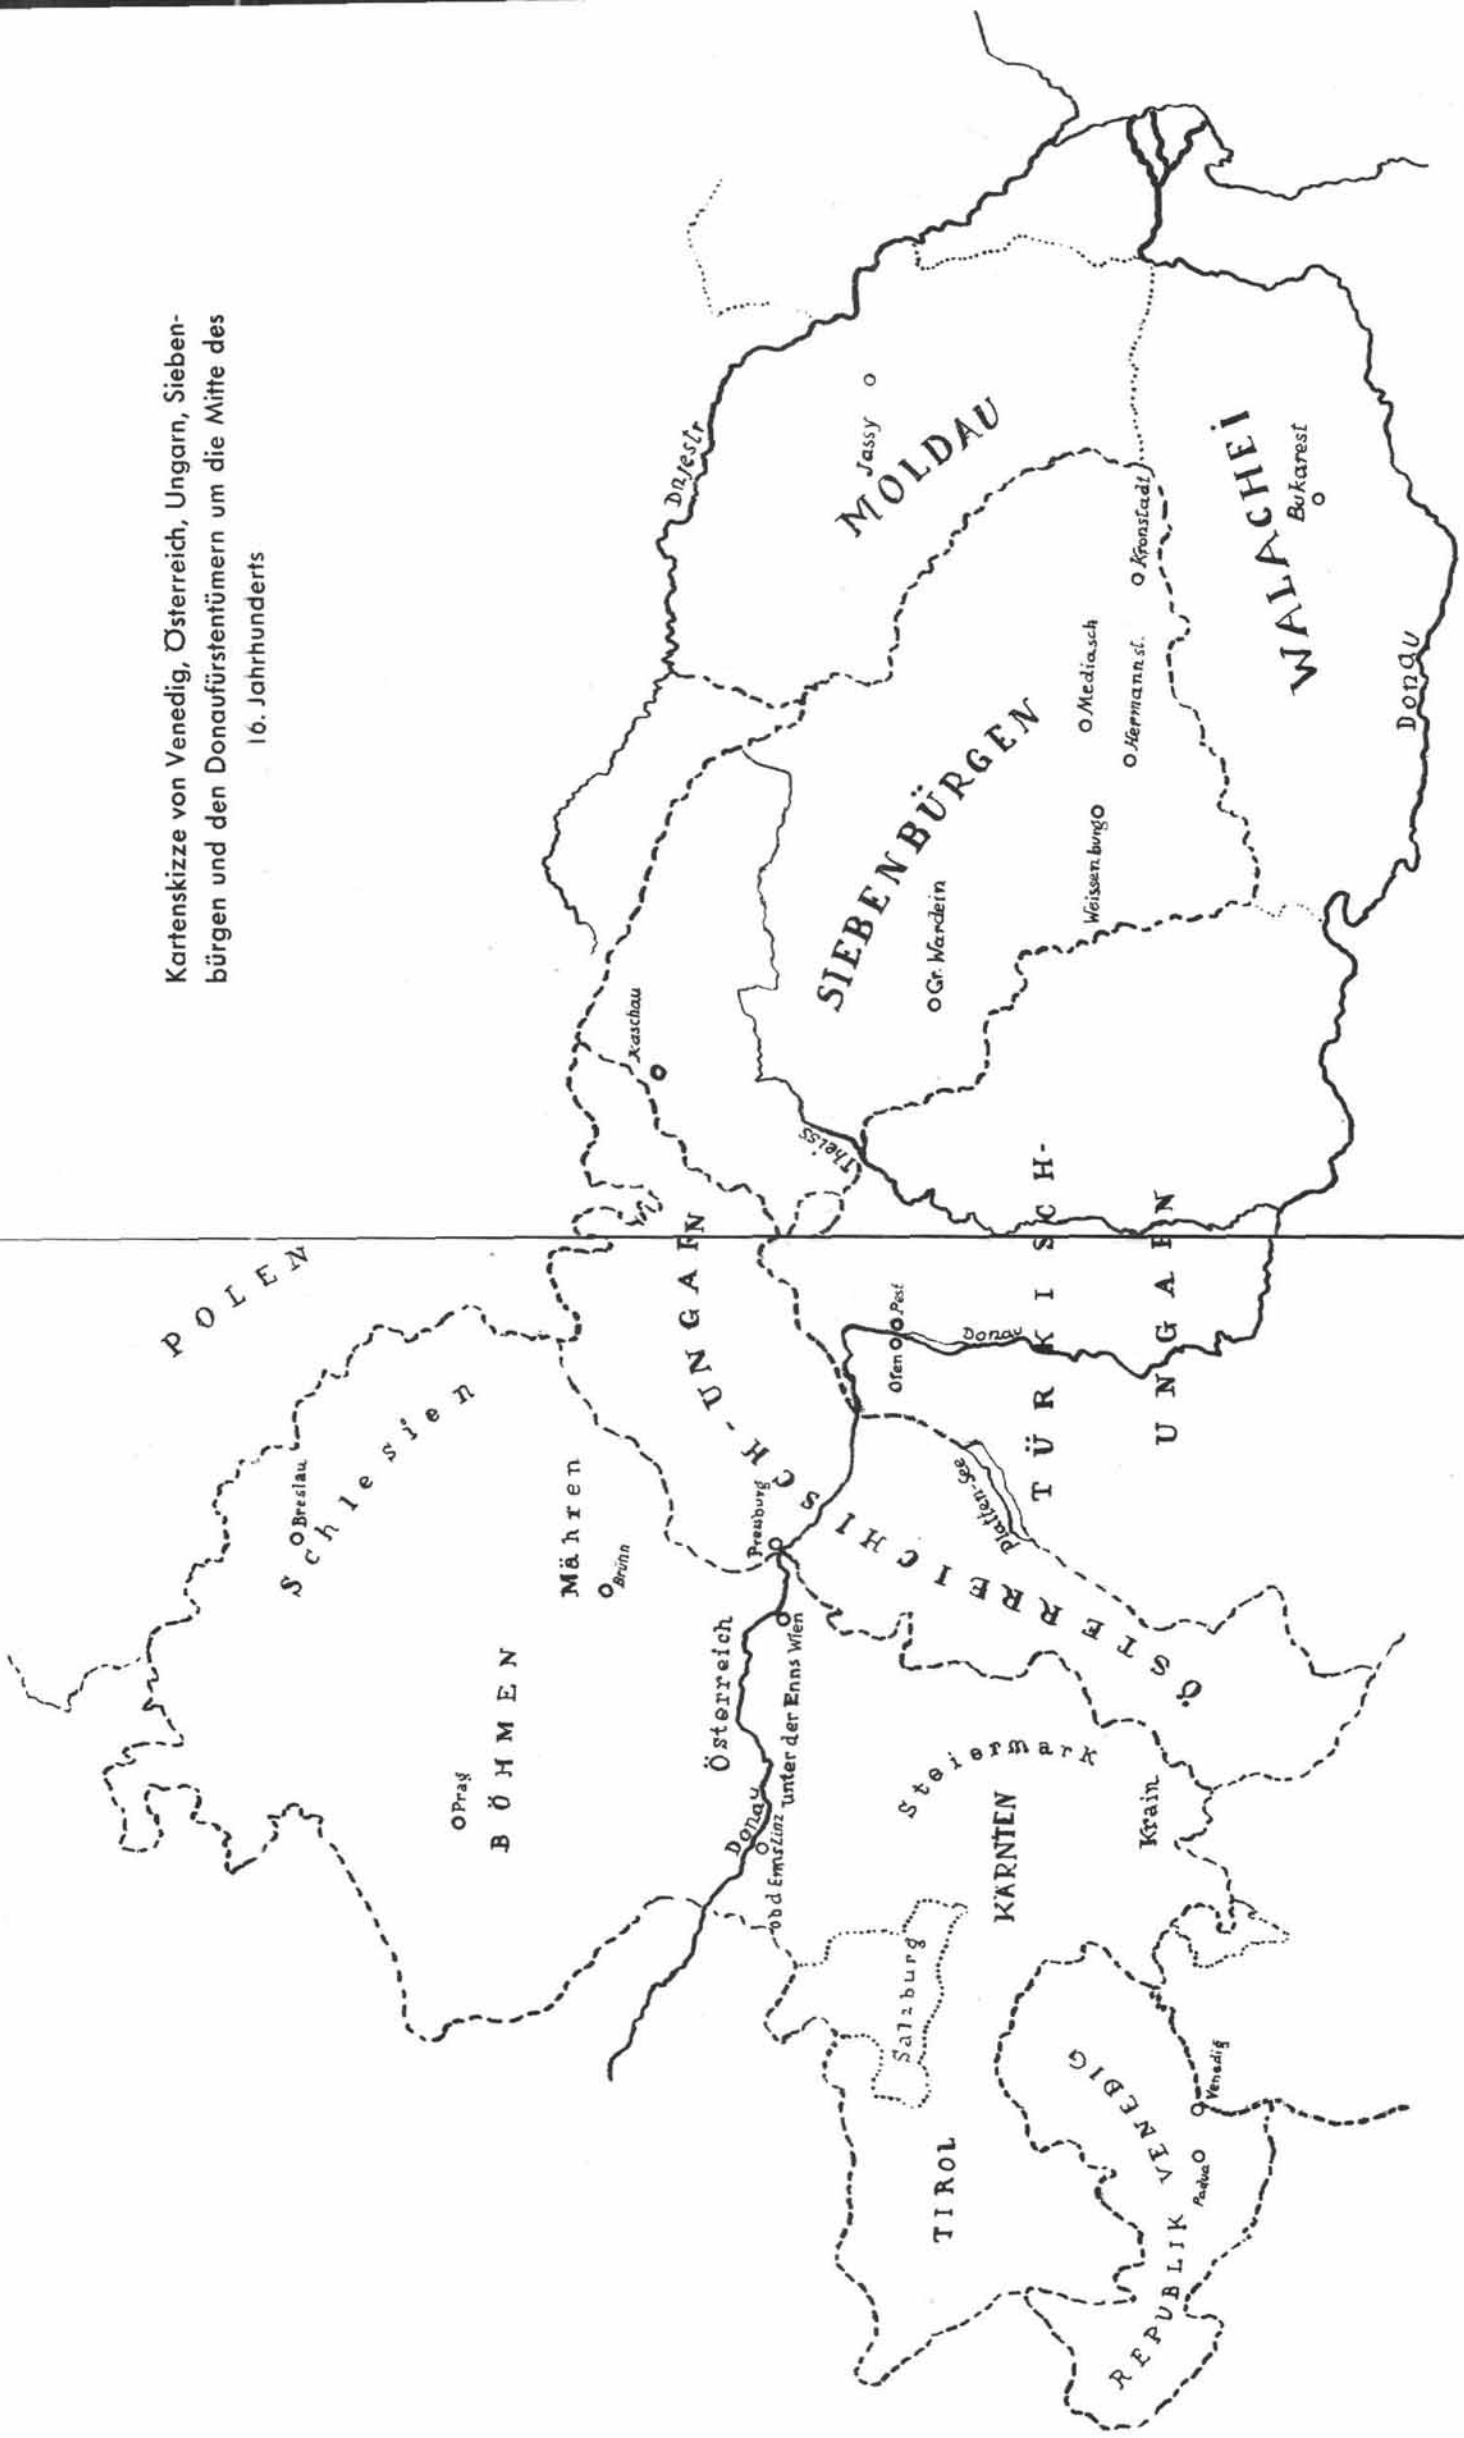 Kartenskizze von Venedig, Österreich, Ungarn, Sieben-
bürgen und den Donaufürstentümern um die Mitte des
16. Jahrhunderts
POLEN
Schlesien
Breslau
Mähren
Brünn
Prag
BÖHMEN
Österreich
Donau
Linz
unter der Enns
Wien
Pressburg
ÖSTERREICHISCH-UNGARN
Kaschau
Theiss
Ofen
Pest
Donau
Platten-See
TÜRKISCH-
UNGARN
Steiermark
KÄRNTEN
Krain
Salzburg
TIROL
REPUBLIK VENEDIG
Padua
Venedig
SIEBENBÜRGEN
Gr. Wardein
Weissenburg
Mediasch
Hermannst.
Kronstadt
Dnjestr
Jassy
MOLDAU
WALACHEI
Bukarest
Donau